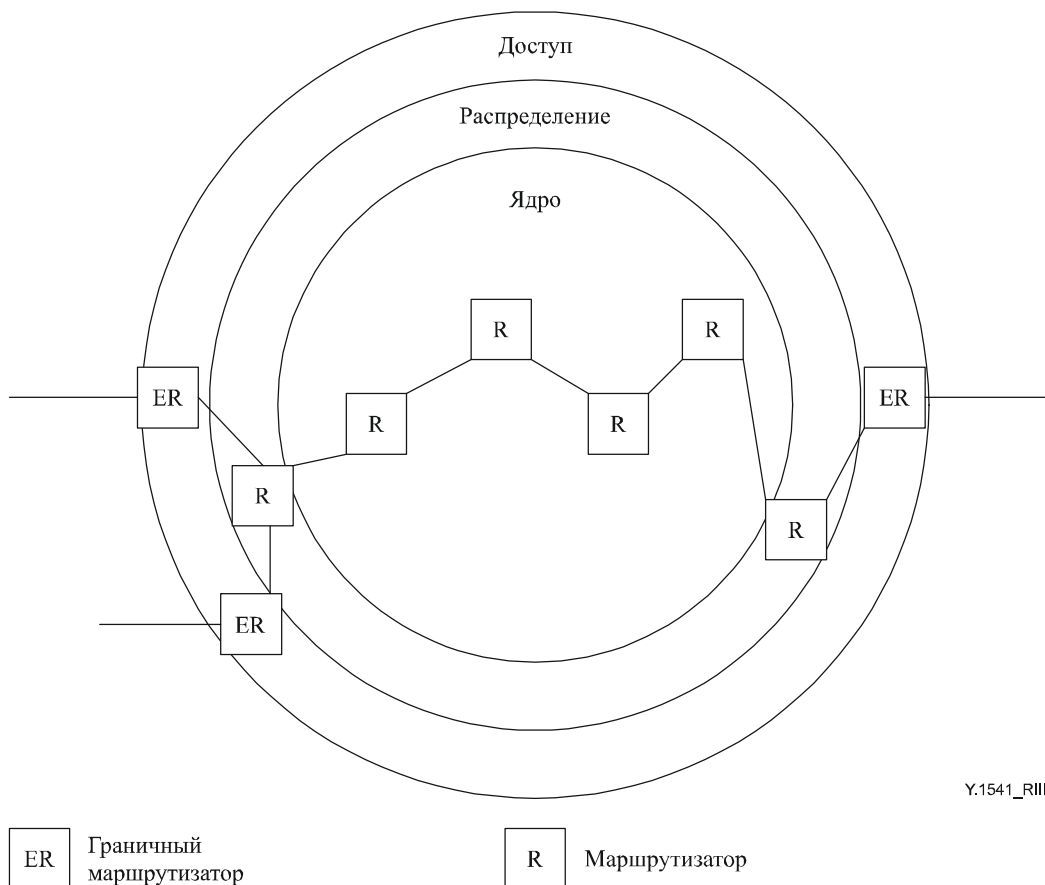 Доступ
Распределение
Ядро
R
R
ER
ER
R
R
R
R
ER
Y.1541_RIII
ER
Граничный
маршрутизатор
R
Маршрутизатор